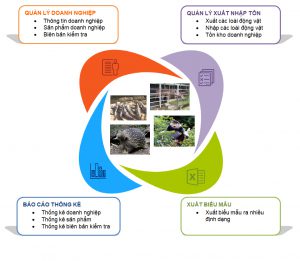 QUẢN LÝ DOANH NGHIỆP
• Thông tin doanh nghiệp
• Sản phẩm doanh nghiệp
• Biên bản kiểm tra
QUẢN LÝ XUẤT NHẬP TỒN
• Xuất các loại động vật
• Nhập các loại động vật
• Tồn kho doanh nghiệp
BÁO CÁO THỐNG KÊ
• Thống kê doanh nghiệp
• Thống kê sản phẩm
• Thống kê biên bản kiểm tra
XUẤT BIỂU MẪU
• Xuất biểu mẫu ra nhiều
định dạng